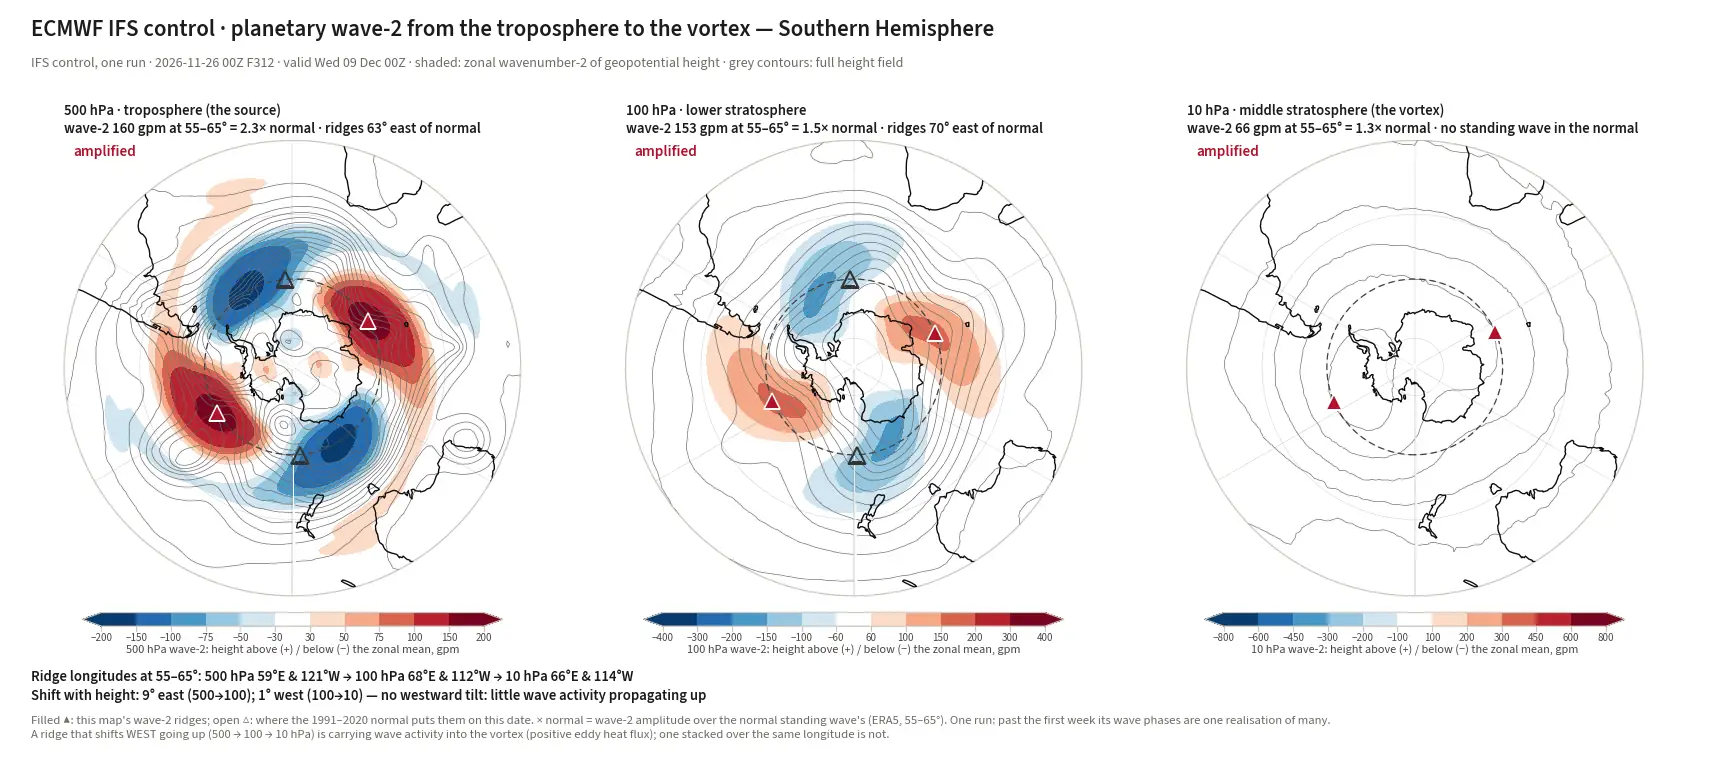 ECMWF IFS control · planetary wave-2 from the troposphere to the vortex — Southern Hemisphere
IFS control, one run · 2026-11-26 00Z F312 · valid Wed 09 Dec 00Z · shaded: zonal wavenumber-2 of geopotential height · grey contours: full height field
500 hPa · troposphere (the source)
wave-2 160 gpm at 55–65° = 2.3× normal · ridges 63° east of normal
amplified
100 hPa · lower stratosphere
wave-2 153 gpm at 55–65° = 1.5× normal · ridges 70° east of normal
amplified
10 hPa · middle stratosphere (the vortex)
wave-2 66 gpm at 55–65° = 1.3× normal · no standing wave in the normal
amplified
−200 −150 −100 −75 −50 −30 30 50 75 100 150 200
500 hPa wave-2: height above (+) / below (−) the zonal mean, gpm
−400 −300 −200 −150 −100 −60 60 100 150 200 300 400
100 hPa wave-2: height above (+) / below (−) the zonal mean, gpm
−800 −600 −450 −300 −200 −100 100 200 300 450 600 800
10 hPa wave-2: height above (+) / below (−) the zonal mean, gpm
Ridge longitudes at 55–65°: 500 hPa 59°E & 121°W → 100 hPa 68°E & 112°W → 10 hPa 66°E & 114°W
Shift with height: 9° east (500→100); 1° west (100→10) — no westward tilt: little wave activity propagating up
Filled ▲: this map's wave-2 ridges; open △: where the 1991–2020 normal puts them on this date. × normal = wave-2 amplitude over the normal standing wave's (ERA5, 55–65°). One run: past the first week its wave phases are one realisation of many.
A ridge that shifts WEST going up (500 → 100 → 10 hPa) is carrying wave activity into the vortex (positive eddy heat flux); one stacked over the same longitude is not.